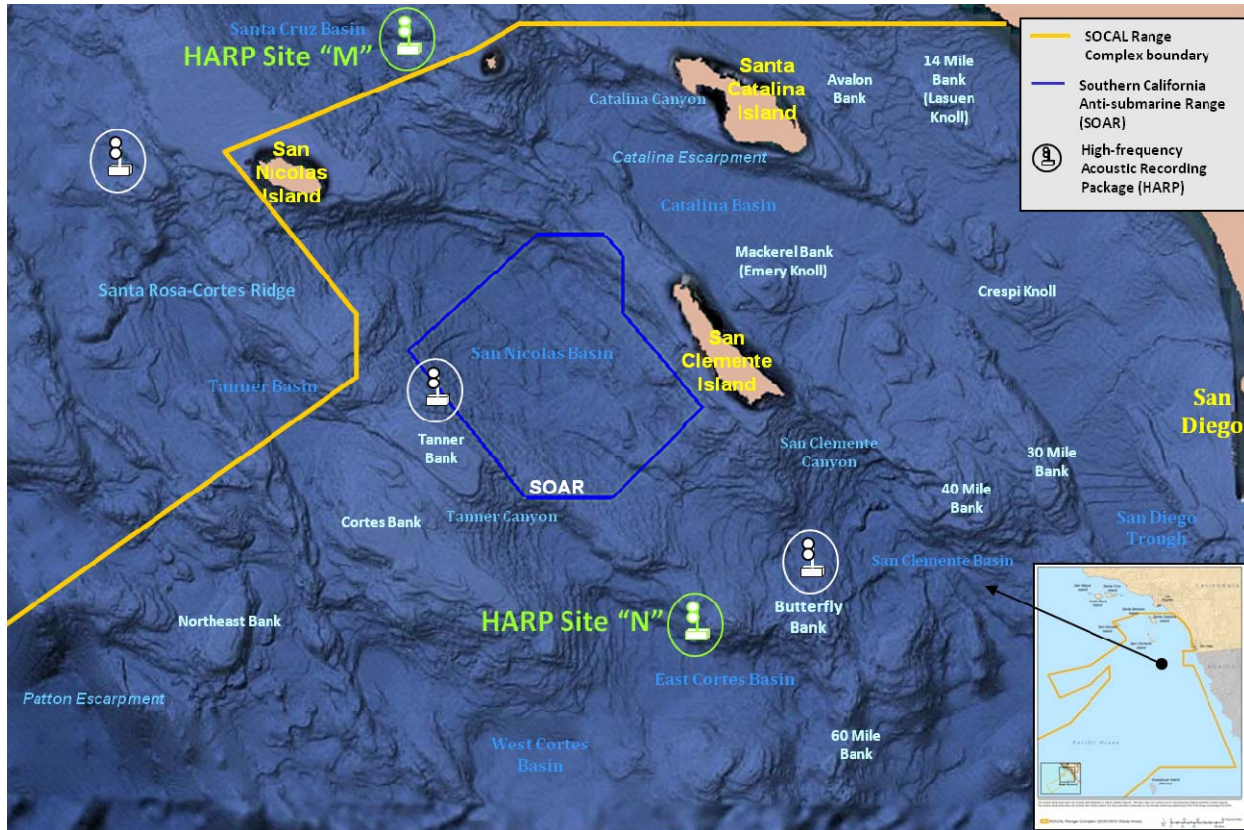 Santa Cruz Basin
HARP Site “M”
Santa
Catalina
Island
Avalon
Bank
14 Mile
Bank
(Lasuen
Knoll)
Catalina Canyon
Catalina Escarpment
San
Nicolas
Island
Catalina Basin
Mackerel Bank
(Emery Knoll)
Crespi Knoll
Santa Rosa-Cortes Ridge
San Nicolas Basin
San
Clemente
Island
Tanner Basin
San
Diego
Tanner
Bank
San Clemente
Canyon
30 Mile
Bank
40 Mile
Bank
SOAR
Cortes Bank
Tanner Canyon
San Diego
Trough
San Clemente Basin
Butterfly
Bank
Northeast Bank
HARP Site “N”
East Cortes Basin
Patton Escarpment
West Cortes
Basin
60 Mile
Bank
SOCAL Range
Complex boundary
Southern California
Anti-submarine Range
(SOAR)
High-frequency
Acoustic Recording
Package (HARP)
CALIFORNIA
MEXICO
Pacific Ocean